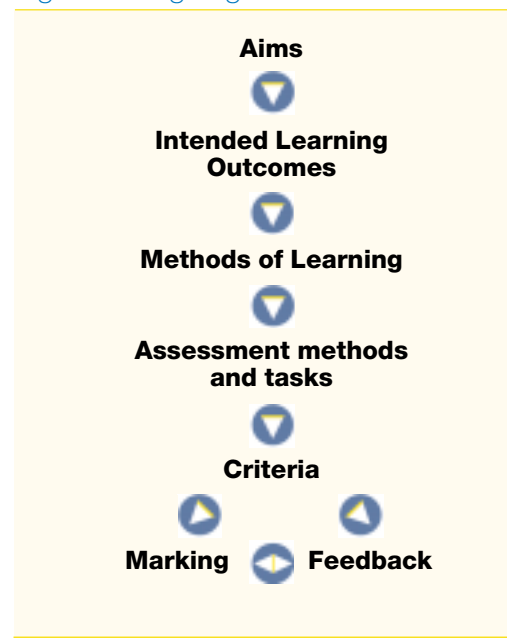 Aims
Intended Learning
Outcomes
Methods of Learning
Assessment methods
and tasks
Criteria
Marking Feedback